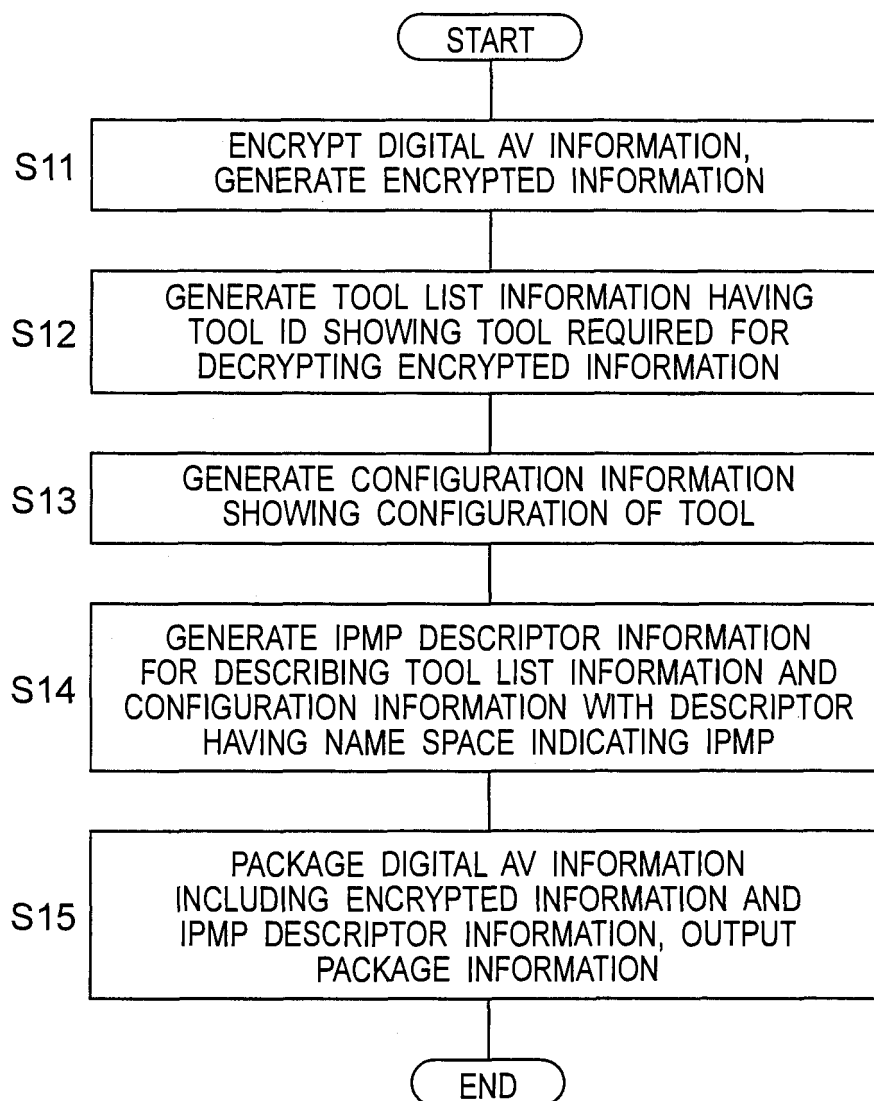 START
S11
ENCRYPT DIGITAL AV INFORMATION,
GENERATE ENCRYPTED INFORMATION
S12
GENERATE TOOL LIST INFORMATION HAVING
TOOL ID SHOWING TOOL REQUIRED FOR
DECRYPTING ENCRYPTED INFORMATION
S13
GENERATE CONFIGURATION INFORMATION
SHOWING CONFIGURATION OF TOOL
S14
GENERATE IPMP DESCRIPTOR INFORMATION
FOR DESCRIBING TOOL LIST INFORMATION AND
CONFIGURATION INFORMATION WITH DESCRIPTOR
HAVING NAME SPACE INDICATING IPMP
S15
PACKAGE DIGITAL AV INFORMATION
INCLUDING ENCRYPTED INFORMATION AND
IPMP DESCRIPTOR INFORMATION, OUTPUT
PACKAGE INFORMATION
END